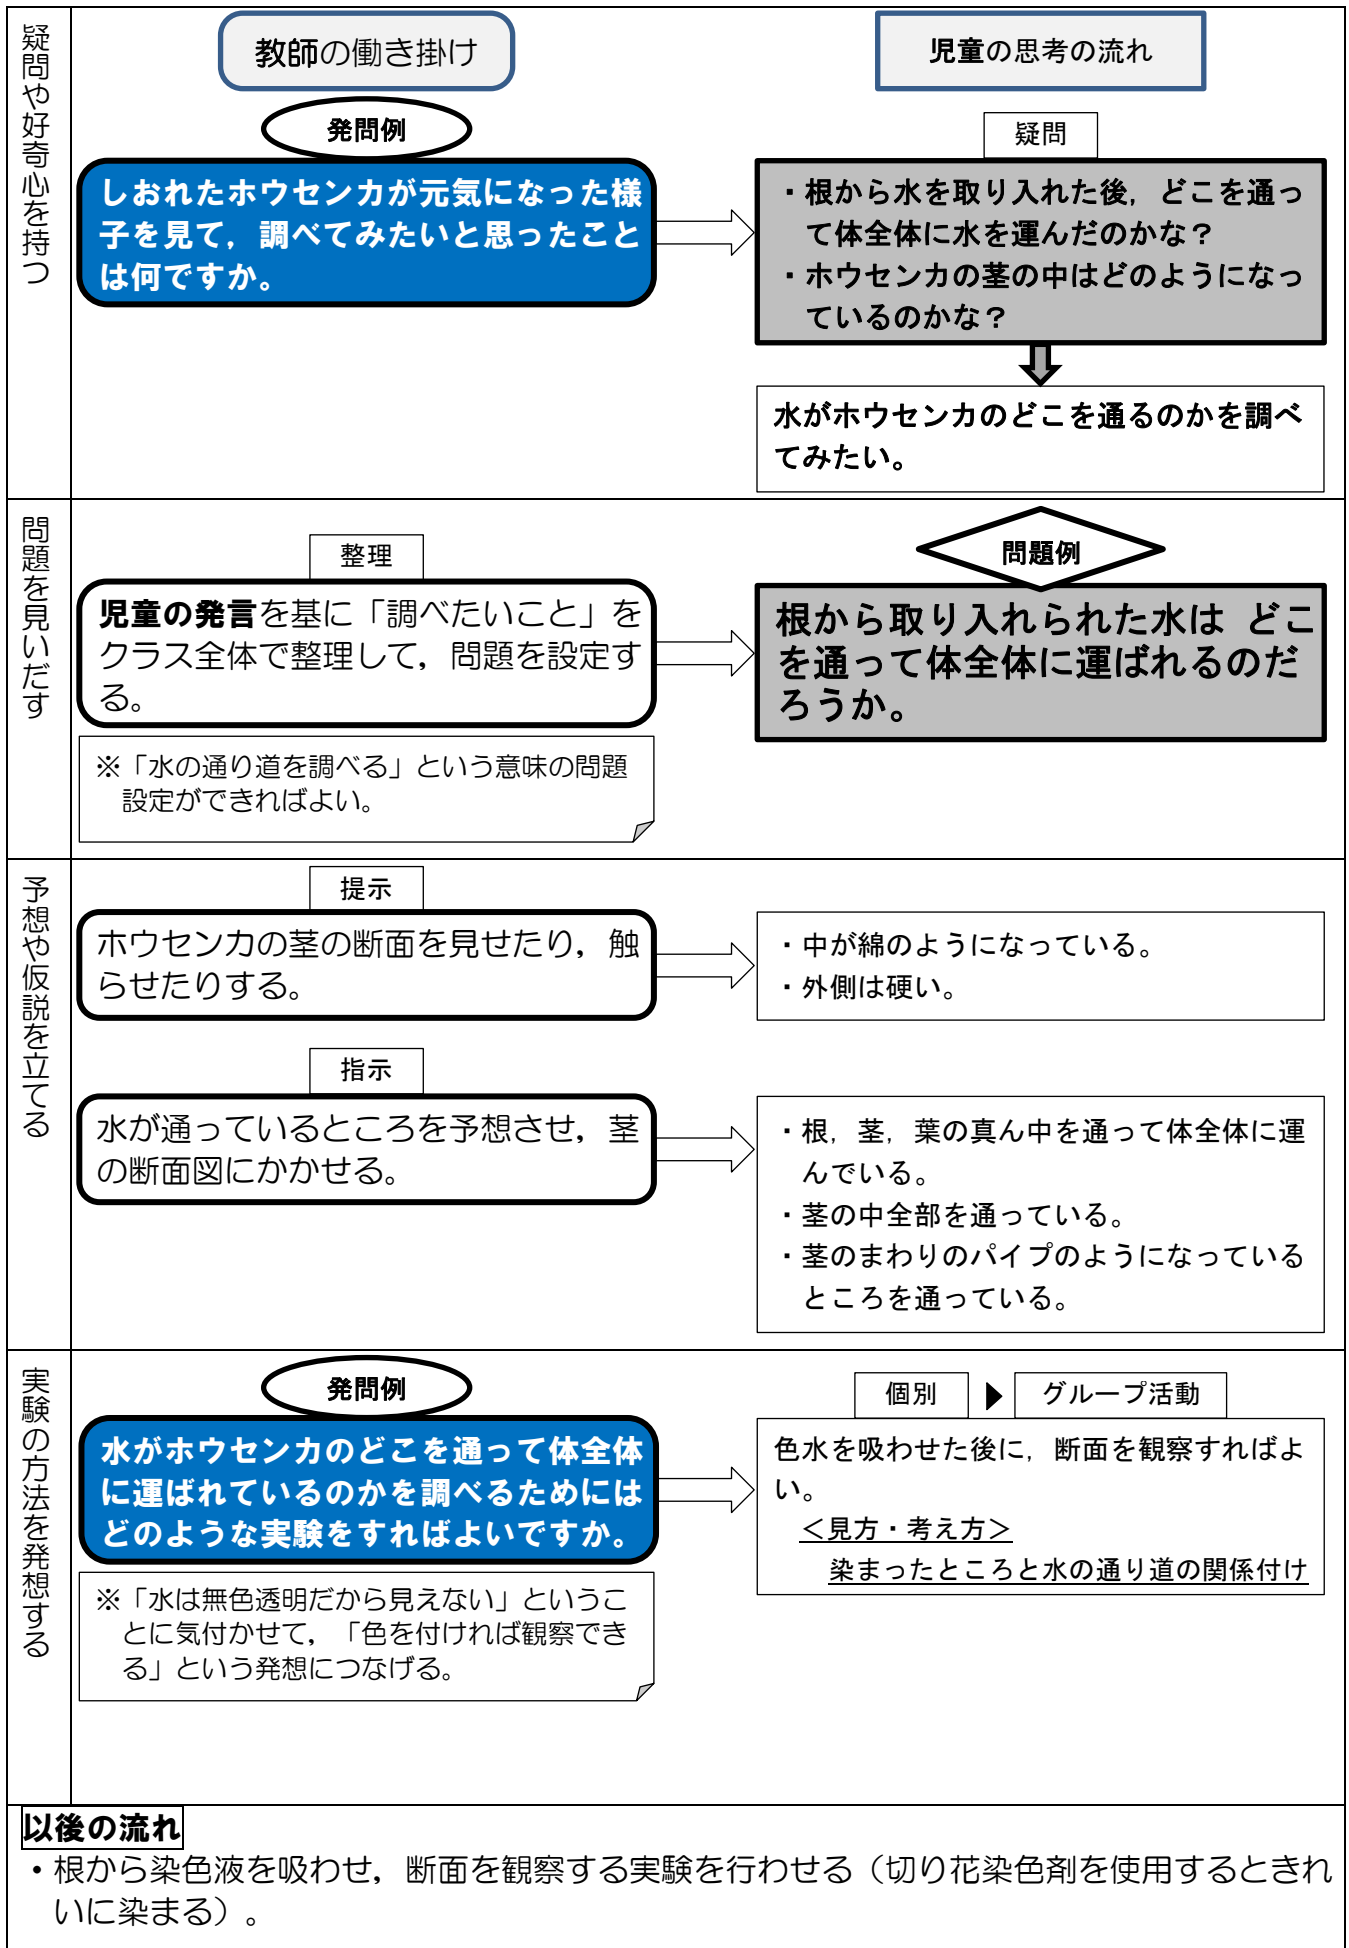 疑問や好奇心を持つ
教師の働き掛け
児童の思考の流れ
発問例
しおれたホウセンカが元気になった様
子を見て，調べてみたいと思ったこと
は何ですか。
疑問
・根から水を取り入れた後，どこを通っ
て体全体に水を運んだのかな？
・ホウセンカの茎の中はどのようになっ
ているのかな？
水がホウセンカのどこを通るのかを調べ
てみたい。
問題を見いだす
整理
児童の発言を基に「調べたいこと」を
クラス全体で整理して，問題を設定す
る。
※「水の通り道を調べる」という意味の問題
設定ができればよい。
問題例
根から取り入れられた水は どこ
を通って体全体に運ばれるのだ
ろうか。
予想や仮説を立てる
提示
ホウセンカの茎の断面を見せたり，触
らせたりする。
・中が綿のようになっている。
・外側は硬い。
指示
水が通っているところを予想させ，茎
の断面図にかかせる。
・根，茎，葉の真ん中を通って体全体に運
んでいる。
・茎の中全部を通っている。
・茎のまわりのパイプのようになっている
ところを通っている。
実験の方法を発想する
発問例
水がホウセンカのどこを通って体全体
に運ばれているのかを調べるためには
どのような実験をすればよいですか。
※「水は無色透明だから見えない」というこ
とに気付かせて，「色を付ければ観察でき
る」という発想につなげる。
個別 ▶ グループ活動
色水を吸わせた後に，断面を観察すればよ
い。
＜見方・考え方＞
染まったところと水の通り道の関係付け
以後の流れ
・根から染色液を吸わせ，断面を観察する実験を行わせる（切り花染色剤を使用するときれ
いに染まる）。